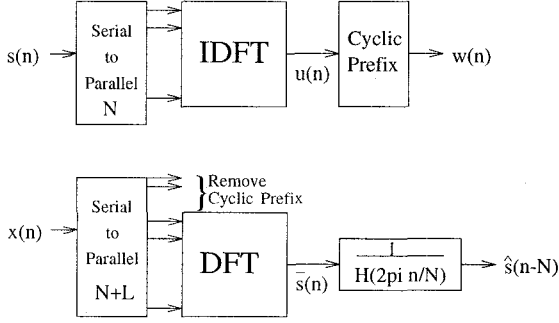 s(n)
Serial
to
Parallel
N
IDFT
u(n)
Cyclic
Prefix
w(n)
x(n)
Serial
to
Parallel
N+L
} Remove
Cyclic Prefix
DFT
s̄(n)
1
H(2pi n/N)
ŝ(n-N)